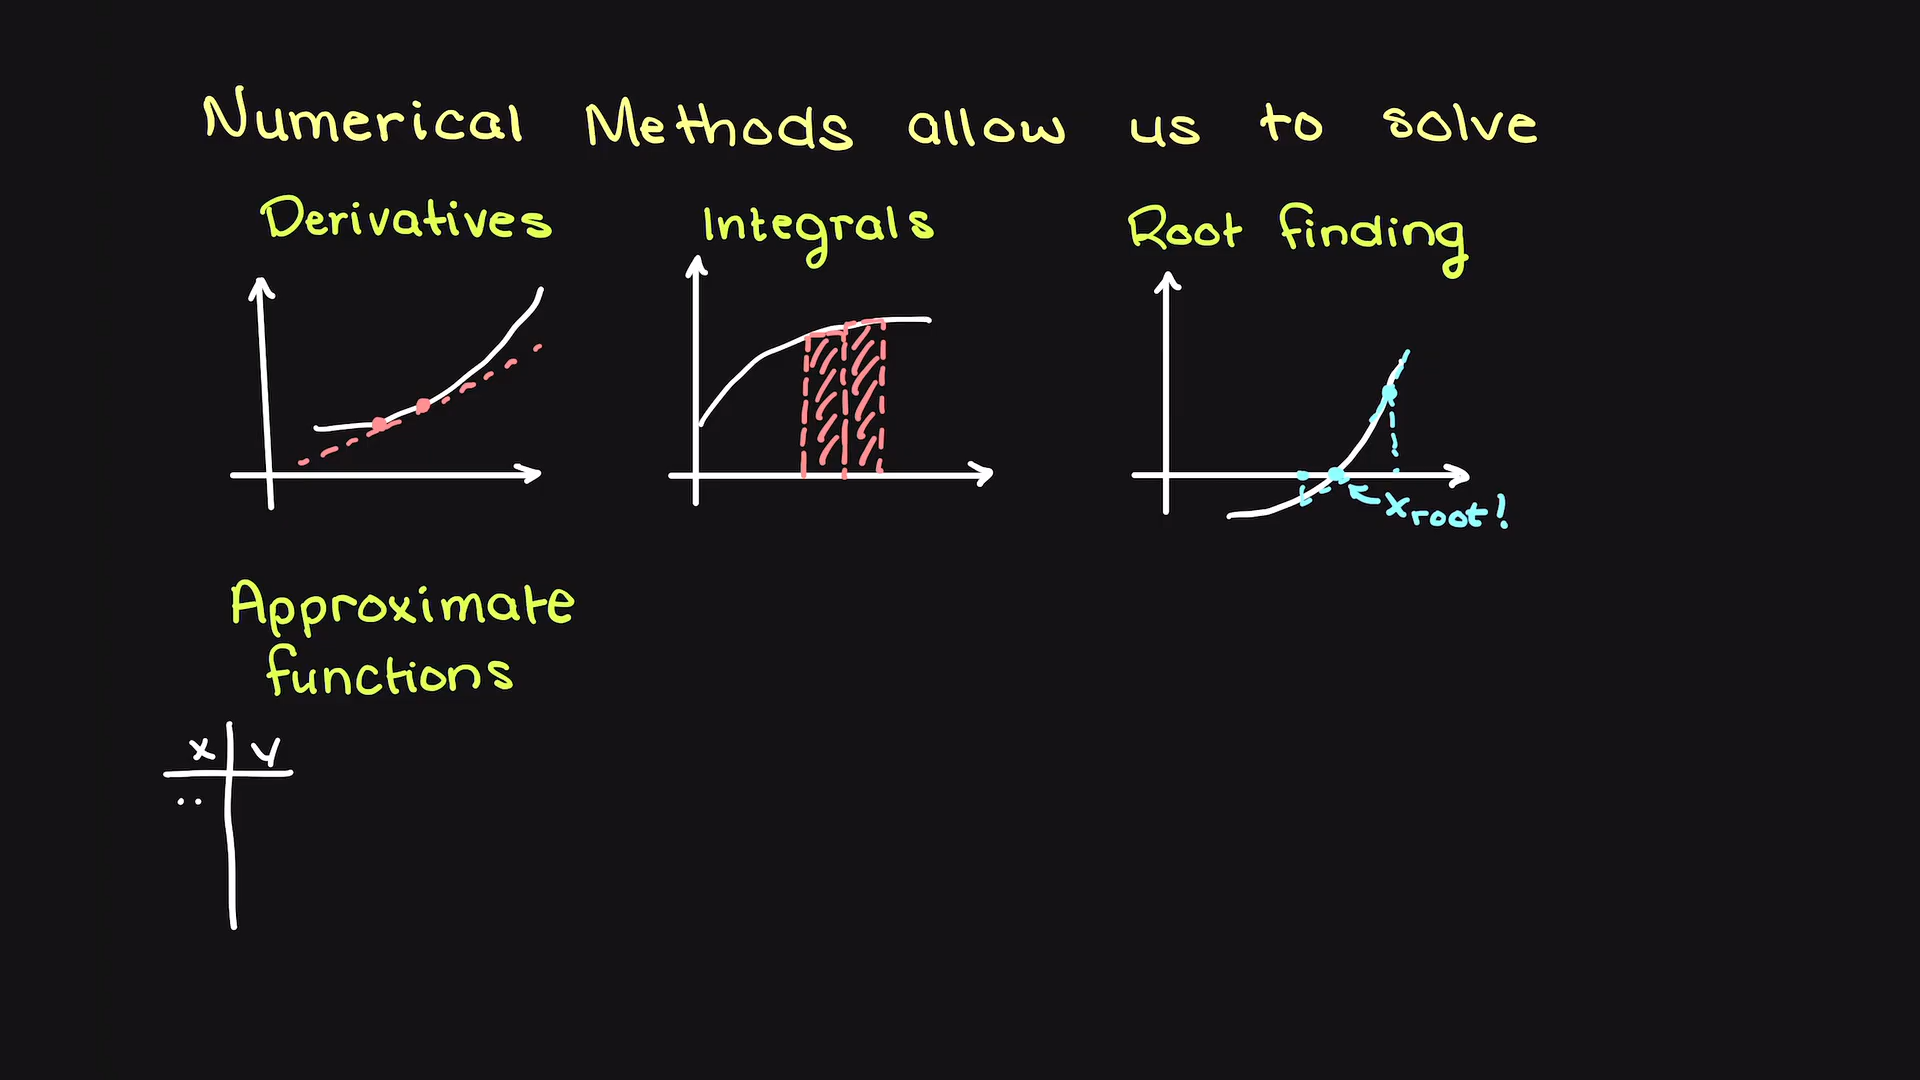 Numerical Methods allow us to solve
Derivatives
Integrals
Root finding
xroot!
Approximate
functions
x y
..